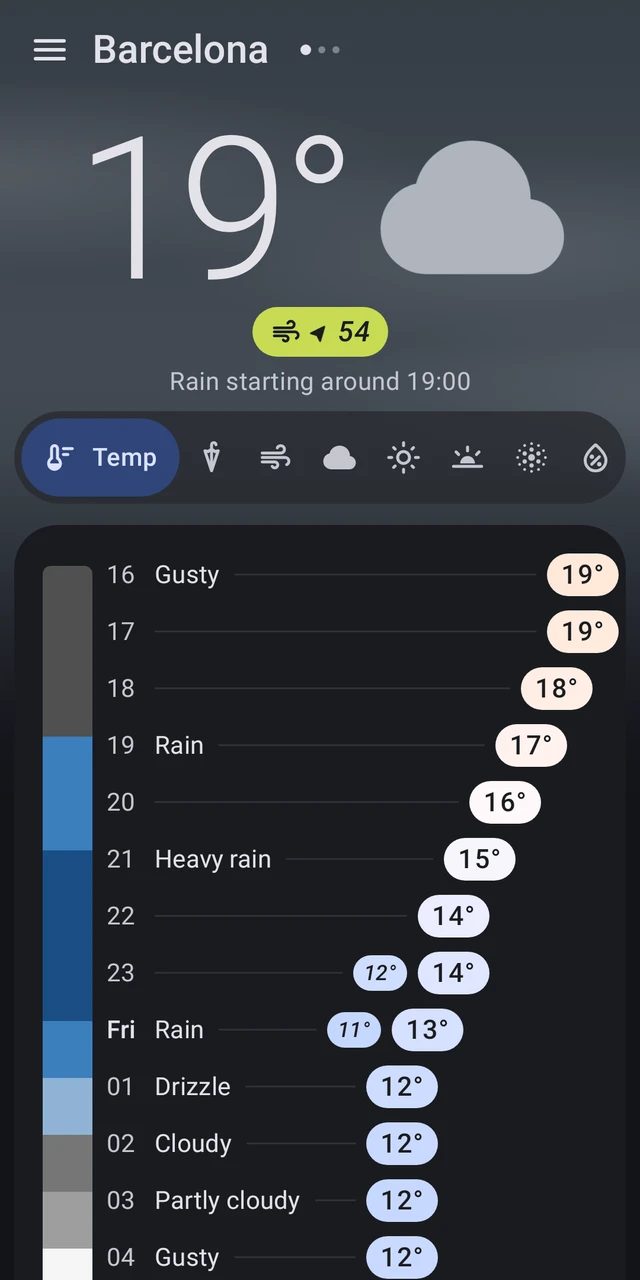 Barcelona
19°
54
Rain starting around 19:00
Temp
16 Gusty 19°
17 19°
18 18°
19 Rain 17°
20 16°
21 Heavy rain 15°
22 14°
23 12° 14°
Fri Rain 11° 13°
01 Drizzle 12°
02 Cloudy 12°
03 Partly cloudy 12°
04 Gusty 12°